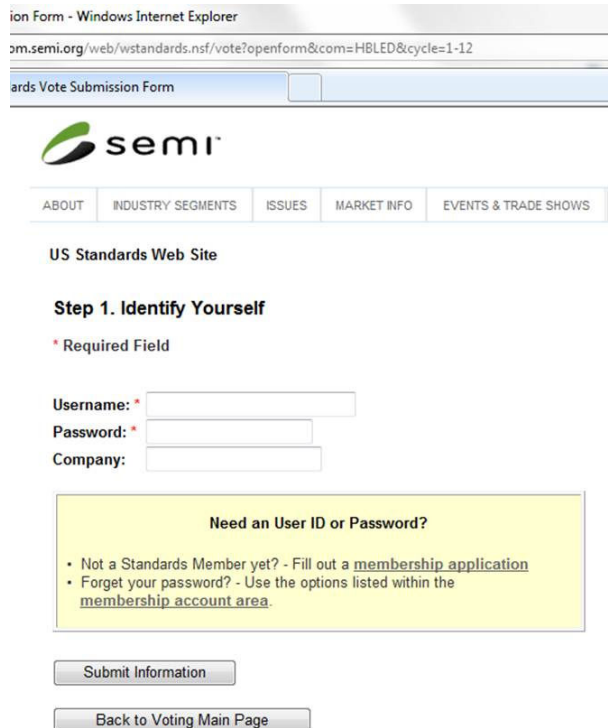 ion Form - Windows Internet Explorer
om.semi.org/web/wstandards.nsf/vote?openform&com=HBLED&cycle=1-12
ards Vote Submission Form
semi
ABOUT INDUSTRY SEGMENTS ISSUES MARKET INFO EVENTS & TRADE SHOWS
US Standards Web Site
Step 1. Identify Yourself
* Required Field
Username: *
Password: *
Company:
Need an User ID or Password?
• Not a Standards Member yet? - Fill out a membership application
• Forget your password? - Use the options listed within the
membership account area.
Submit Information
Back to Voting Main Page